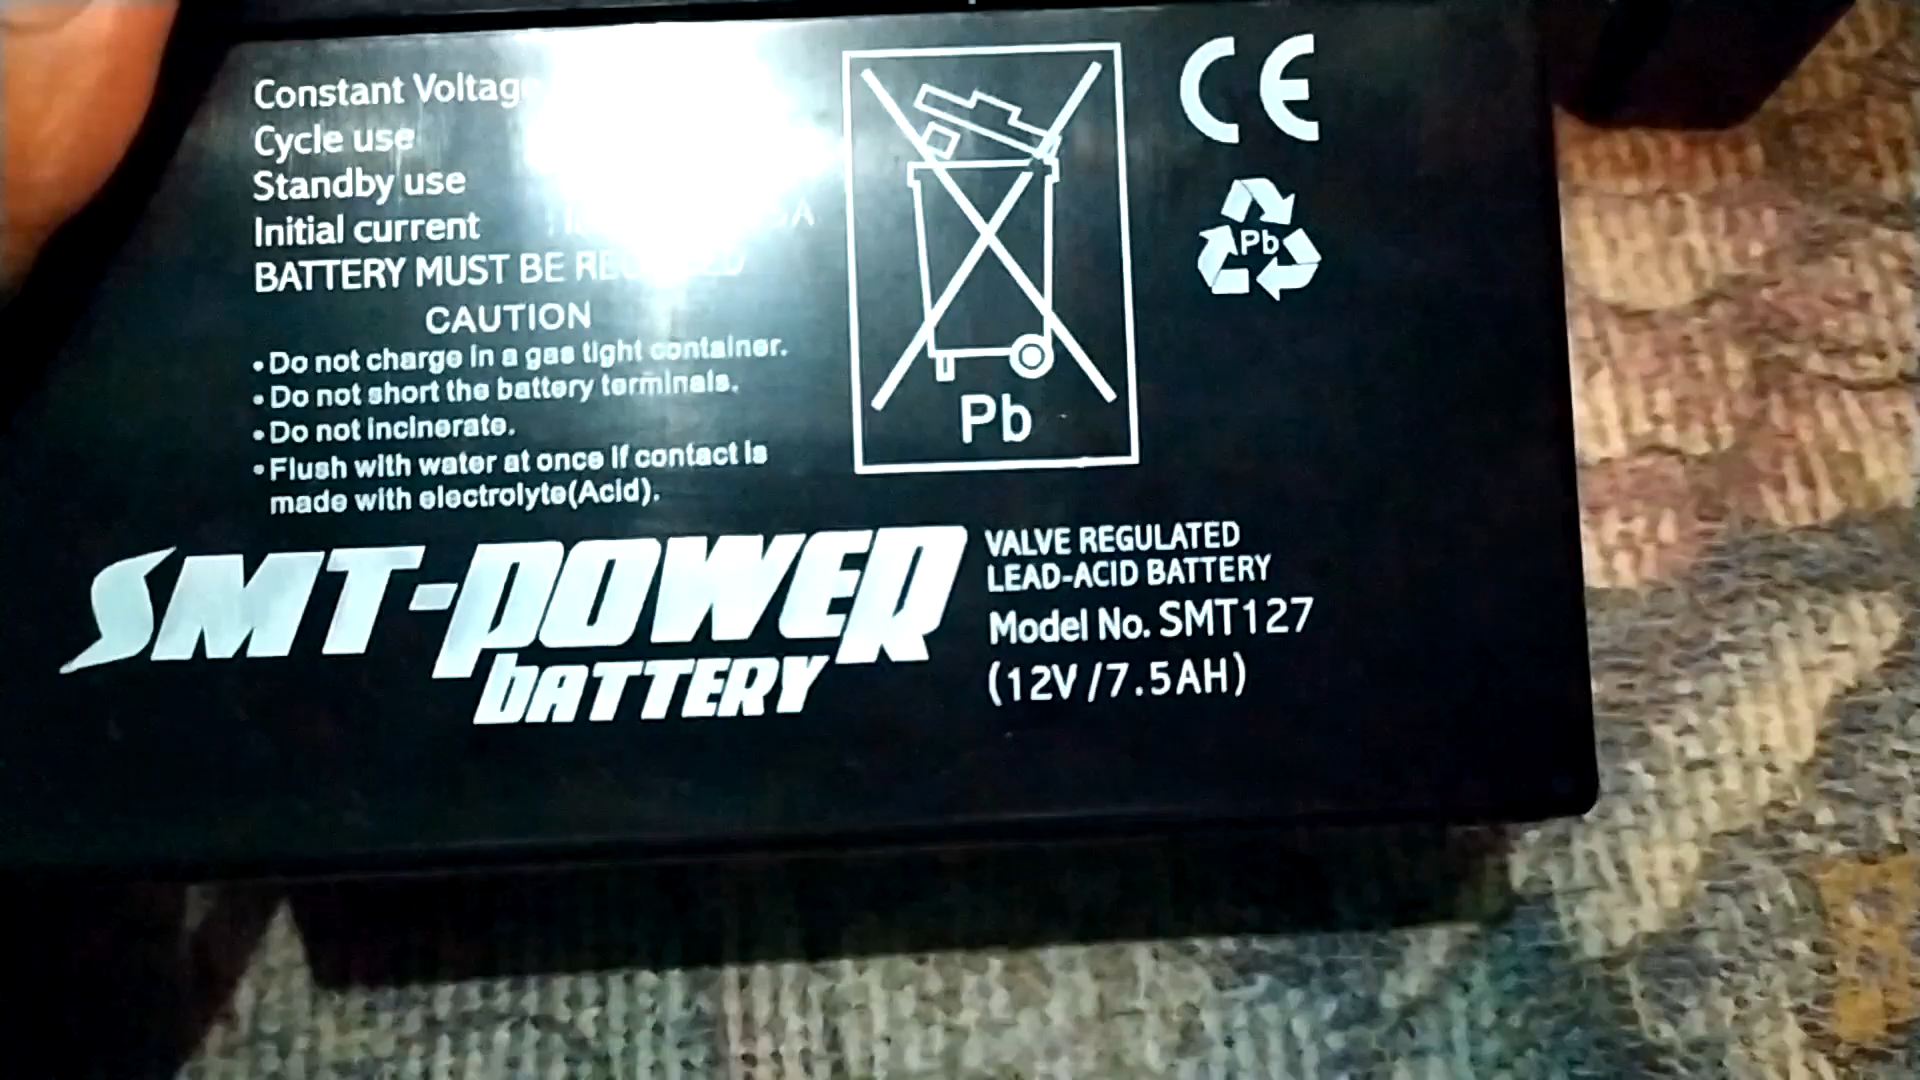 Constant Voltage
Cycle use
Standby use
Initial current
BATTERY MUST BE RECYCLED
CAUTION
• Do not charge in a gas tight container.
• Do not short the battery terminals.
• Do not incinerate.
• Flush with water at once if contact is
made with electrolyte(Acid).
Pb
CE
Pb
SMT-POWER
BATTERY
VALVE REGULATED
LEAD-ACID BATTERY
Model No. SMT127
(12V/7.5AH)